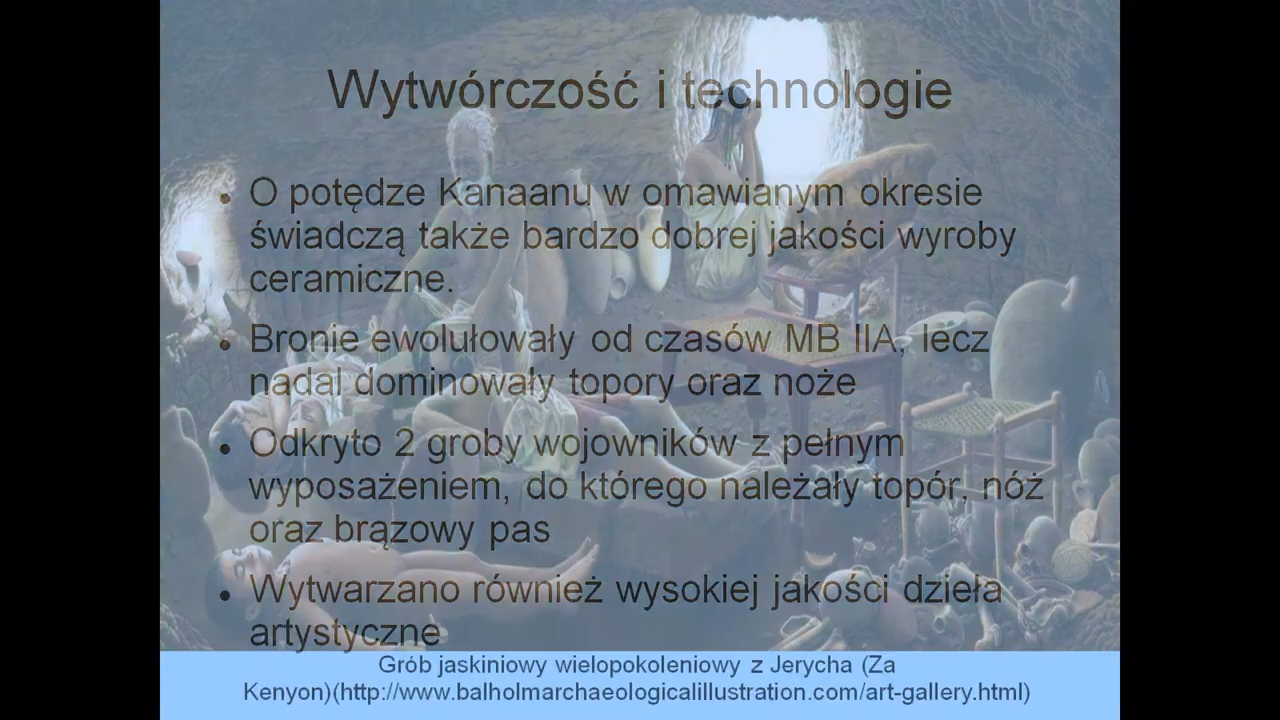 Wytwórczość i technologie
• O potędze Kanaanu w omawianym okresie
świadczą także bardzo dobrej jakości wyroby
ceramiczne.
• Bronie ewolułowały od czasów MB IIA, lecz
nadal dominowały topory oraz noże
• Odkryto 2 groby wojowników z pełnym
wyposażeniem, do którego należały topór, nóż
oraz brązowy pas
• Wytwarzano również wysokiej jakości dzieła
artystyczne
Grób jaskiniowy wielopokoleniowy z Jerycha (Za
Kenyon)(http://www.balholmarchaeologicalillustration.com/art-gallery.html)